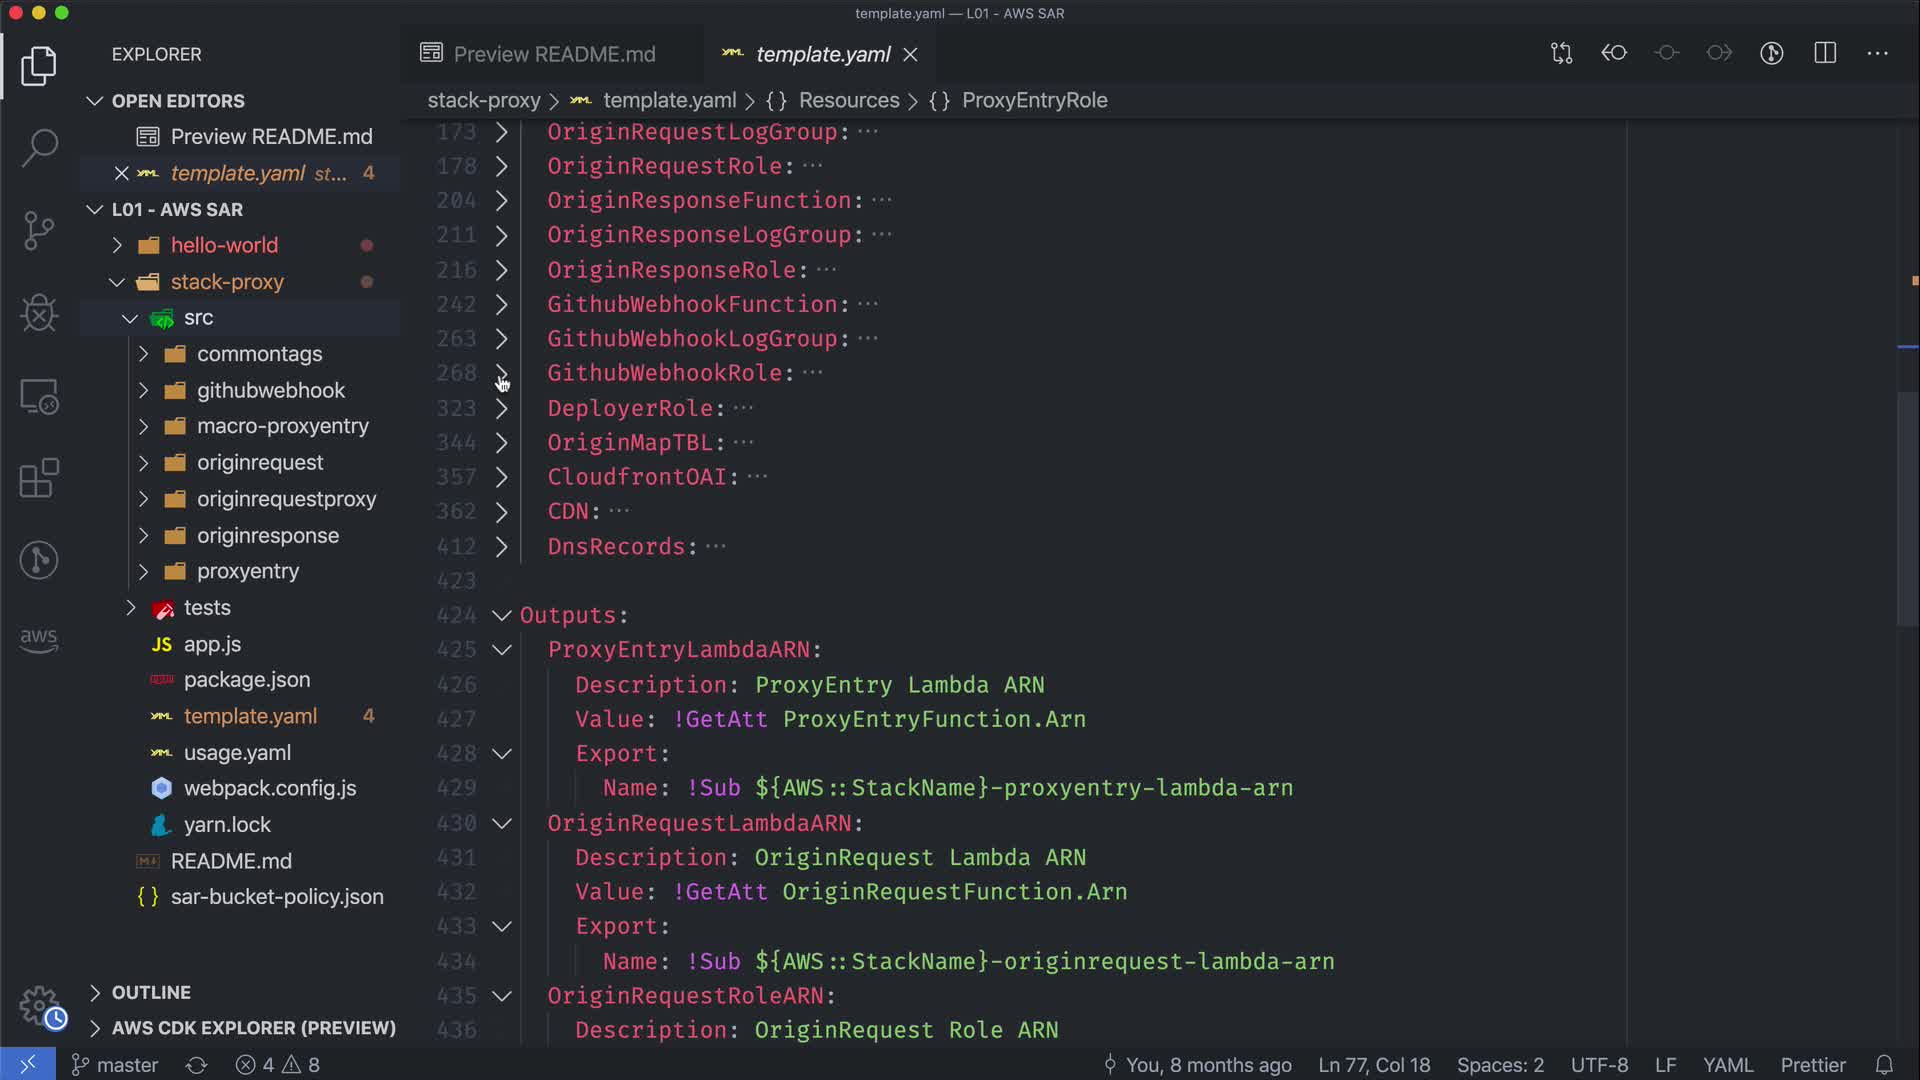 template.yaml — L01 - AWS SAR
EXPLORER
OPEN EDITORS
Preview README.md
template.yaml st... 4
L01 - AWS SAR
hello-world
stack-proxy
src
commontags
githubwebhook
macro-proxyentry
originrequest
originrequestproxy
originresponse
proxyentry
tests
JS app.js
package.json
template.yaml 4
usage.yaml
webpack.config.js
yarn.lock
README.md
{ } sar-bucket-policy.json
OUTLINE
AWS CDK EXPLORER (PREVIEW)
aws
Preview README.md
template.yaml
stack-proxy > template.yaml > {} Resources > {} ProxyEntryRole
173 OriginRequestLogGroup: ...
178 OriginRequestRole: ...
204 OriginResponseFunction: ...
211 OriginResponseLogGroup: ...
216 OriginResponseRole: ...
242 GithubWebhookFunction: ...
263 GithubWebhookLogGroup: ...
268 GithubWebhookRole: ...
323 DeployerRole: ...
344 OriginMapTBL: ...
357 CloudfrontOAI: ...
362 CDN: ...
412 DnsRecords: ...
423
424 Outputs:
425 ProxyEntryLambdaARN:
426 Description: ProxyEntry Lambda ARN
427 Value: !GetAtt ProxyEntryFunction.Arn
428 Export:
429 Name: !Sub ${AWS::StackName}-proxyentry-lambda-arn
430 OriginRequestLambdaARN:
431 Description: OriginRequest Lambda ARN
432 Value: !GetAtt OriginRequestFunction.Arn
433 Export:
434 Name: !Sub ${AWS::StackName}-originrequest-lambda-arn
435 OriginRequestRoleARN:
436 Description: OriginRequest Role ARN
master 4 8 You, 8 months ago Ln 77, Col 18 Spaces: 2 UTF-8 LF YAML Prettier